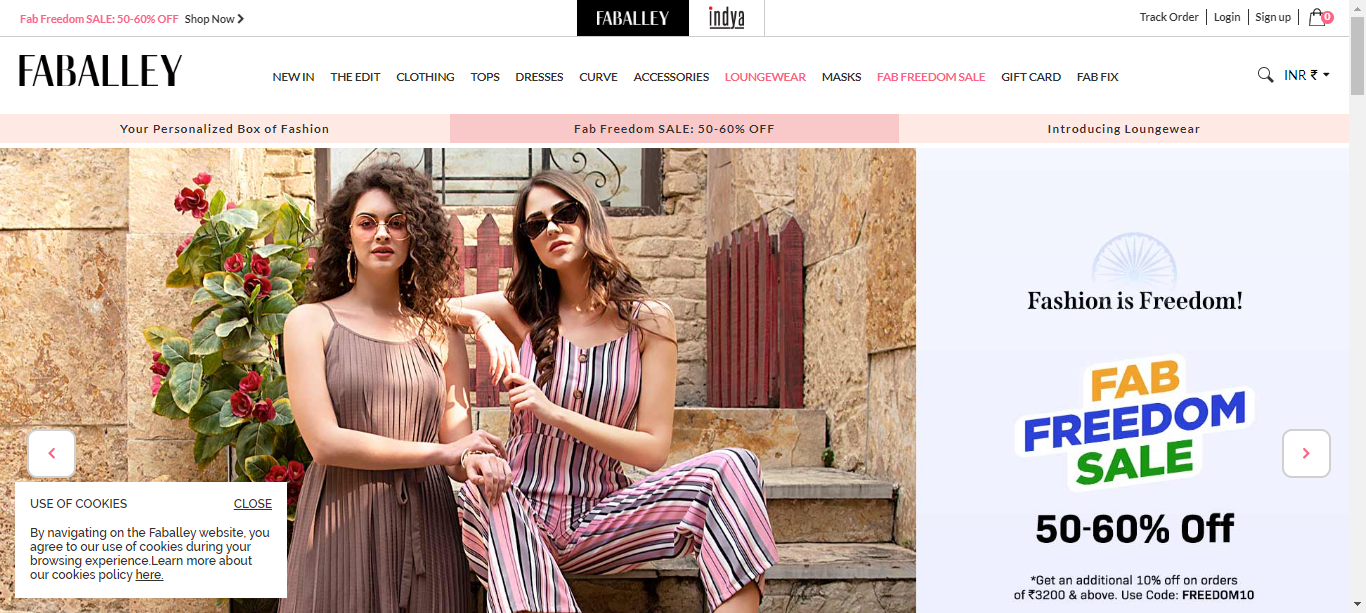 Fab Freedom SALE: 50-60% OFF Shop Now
FABALLEY
indya
Track Order
Login
Sign up
0
FABALLEY
NEW IN
THE EDIT
CLOTHING
TOPS
DRESSES
CURVE
ACCESSORIES
LOUNGEWEAR
MASKS
FAB FREEDOM SALE
GIFT CARD
FAB FIX
INR ₹
Your Personalized Box of Fashion
Fab Freedom SALE: 50-60% OFF
Introducing Loungewear
Fashion is Freedom!
FAB
FREEDOM
SALE
50-60% Off
*Get an additional 10% off on orders
of ₹3200 & above. Use Code: FREEDOM10
USE OF COOKIES
CLOSE
By navigating on the Faballey website, you
agree to our use of cookies during your
browsing experience.Learn more about
our cookies policy here.